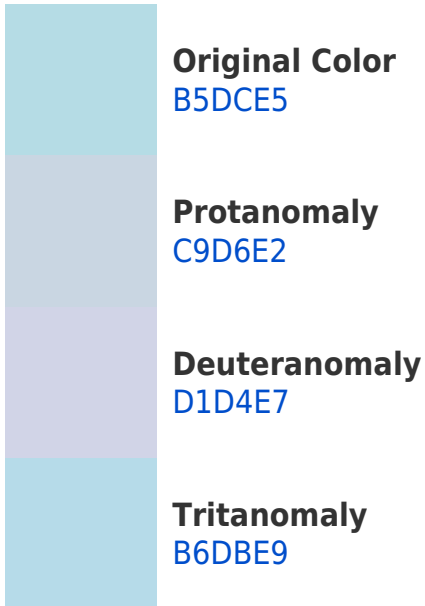 Original Color
B5DCE5
Protanomaly
C9D6E2
Deuteranomaly
D1D4E7
Tritanomaly
B6DBE9